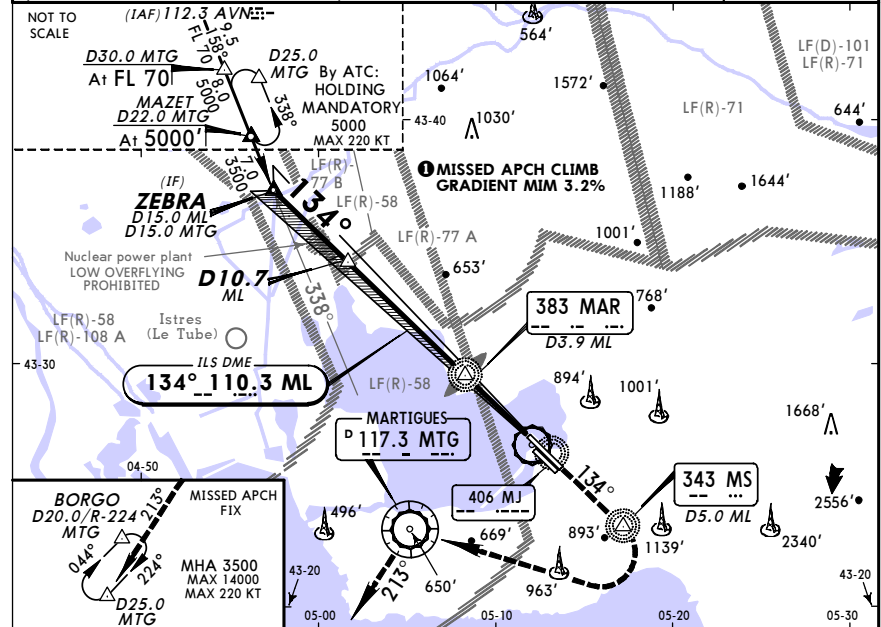 NOT TO
SCALE
(IAF) 112.3 AVN
9.5
158°
FL 70
D30.0 MTG
At FL 70
8.0
5000
D25.0
MTG
338°
MAZET
D22.0 MTG
At 5000'
By ATC:
HOLDING
MANDATORY
5000
MAX 220 KT
7.0
3500
564'
1064'
1030'
1572'
43-40
LF(D)-101
LF(R)-71
LF(R)-71
644'
1 MISSED APCH CLIMB
GRADIENT MIM 3.2%
1188'
1644'
1001'
(IF)
ZEBRA
D15.0 ML
D15.0 MTG
134°
LF(R)-
77 B
LF(R)-58
LF(R)-77 A
653'
Nuclear power plant
LOW OVERFLYING
PROHIBITED
D10.7
ML
338°
LF(R)-58
LF(R)-108 A
Istres
(Le Tube)
43-30
ILS DME
134° 110.3 ML
LF(R)-58
383 MAR
D3.9 ML
768'
894'
1001'
1668'
MARTIGUES
D 117.3 MTG
406 MJ
134°
343 MS
D5.0 ML
2556'
04-50
BORGO
D20.0/R-224
MTG
213°
MISSED APCH
FIX
044°
224°
MHA 3500
MAX 14000
MAX 220 KT
D25.0
MTG
496'
650'
213°
669'
893'
963'
1139'
2340'
43-20
43-20
05-00
05-10
05-20
05-30